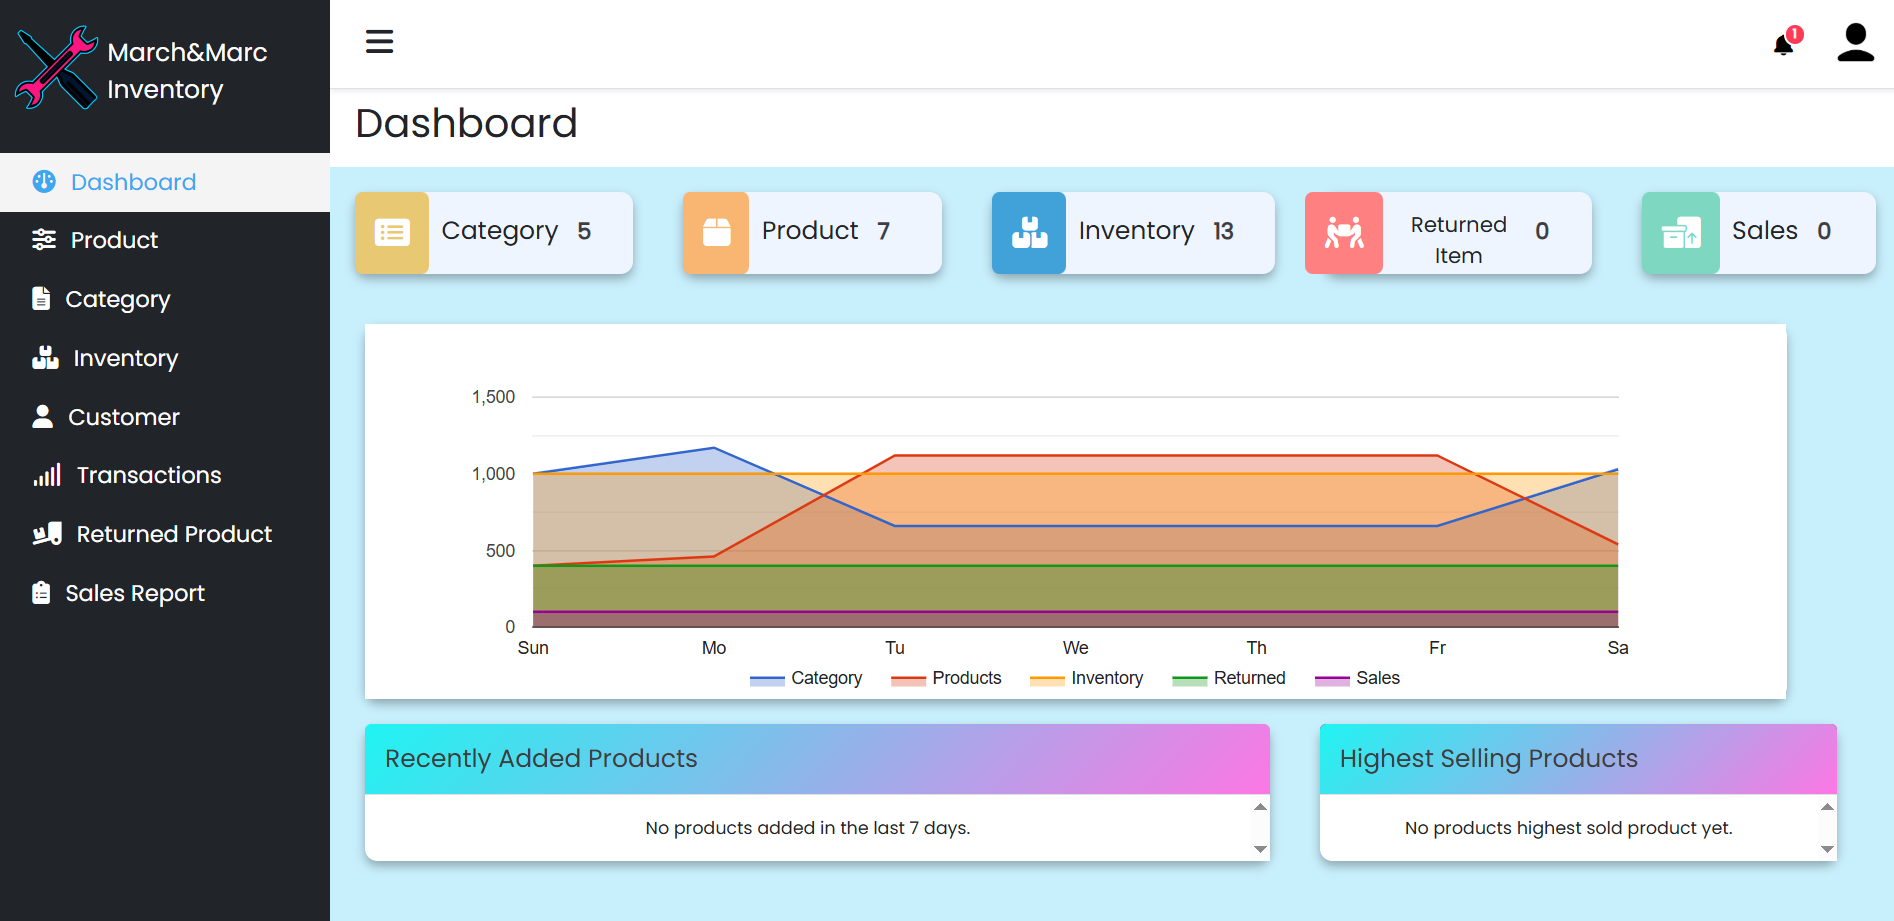 March&Marc
Inventory
1
Dashboard
Dashboard
Product
Category
Inventory
Customer
Transactions
Returned Product
Sales Report
Category 5
Product 7
Inventory 13
Returned
Item
0
Sales 0
1,500
1,000
500
0
Sun Mo Tu We Th Fr Sa
Category Products Inventory Returned Sales
Recently Added Products
No products added in the last 7 days.
Highest Selling Products
No products highest sold product yet.